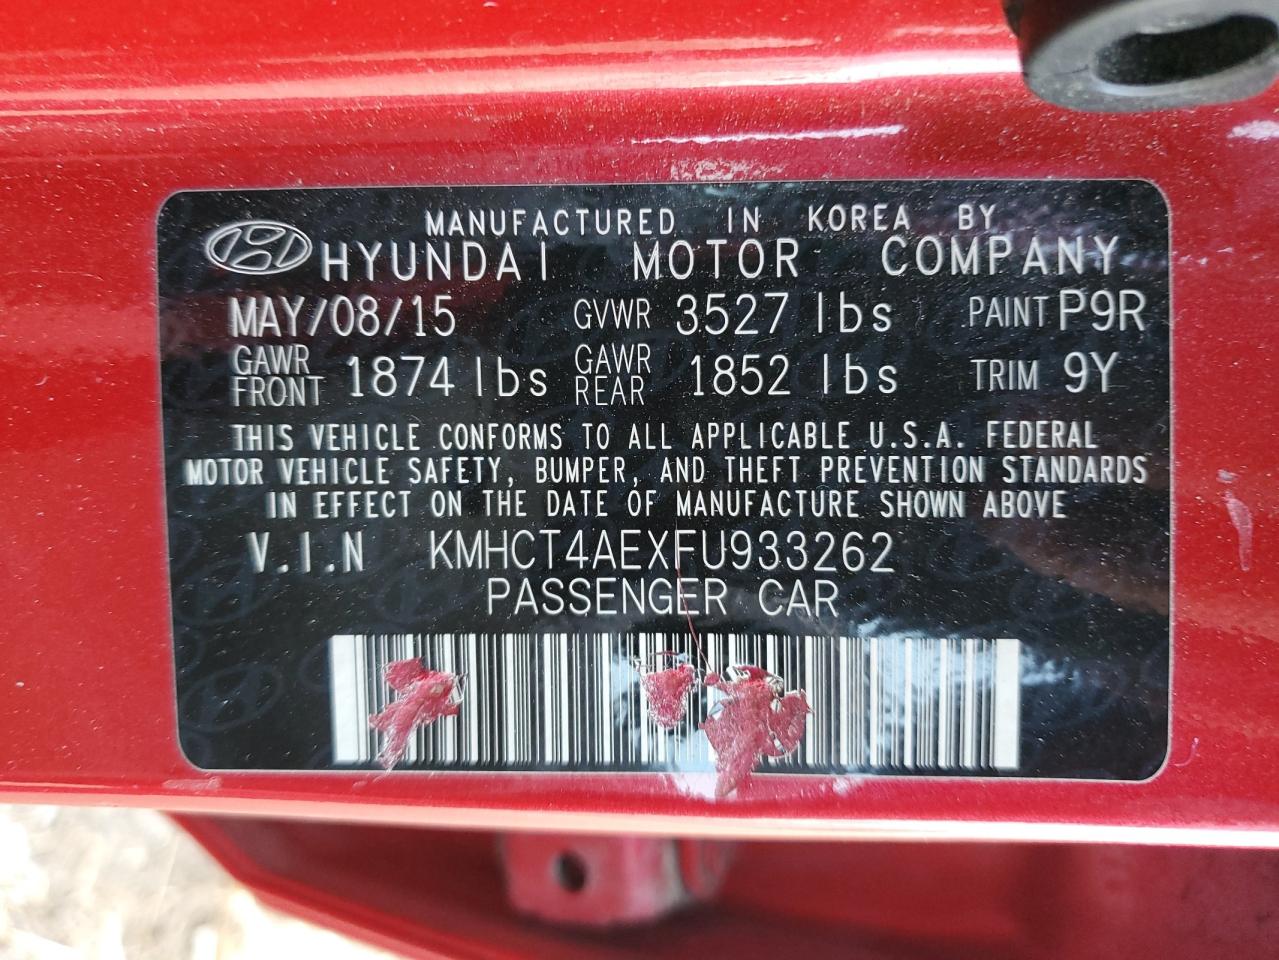 MANUFACTURED IN KOREA BY
HYUNDAI MOTOR COMPANY
MAY/08/15 GVWR 3527 lbs PAINT P9R
GAWR FRONT 1874 lbs GAWR REAR 1852 lbs TRIM 9Y
THIS VEHICLE CONFORMS TO ALL APPLICABLE U.S.A. FEDERAL
MOTOR VEHICLE SAFETY, BUMPER, AND THEFT PREVENTION STANDARDS
IN EFFECT ON THE DATE OF MANUFACTURE SHOWN ABOVE
V.I.N KMHCT4AEXFU933262
PASSENGER CAR